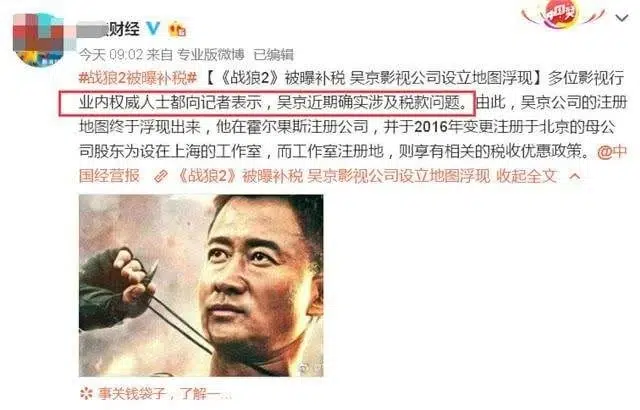 财经
今天 09:02 来自 专业版微博 已编辑
#战狼2被曝补税#【《战狼2》被曝补税 吴京影视公司设立地图浮现】多位影视行
业内权威人士都向记者表示，吴京近期确实涉及税款问题。由此，吴京公司的注册
地图终于浮现出来，他在霍尔果斯注册公司，并于2016年变更注册于北京的母公
司股东为设在上海的工作室，而工作室注册地，则享有相关的税收优惠政策。@中
国经营报 《战狼2》被曝补税 吴京影视公司设立地图浮现 收起全文
事关钱袋子，了解一...